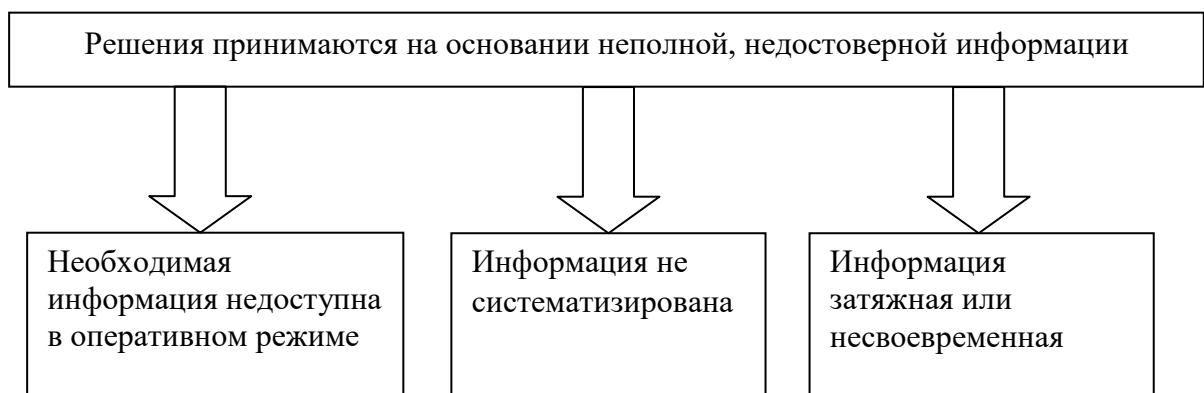 Решения принимаются на основании неполной, недостоверной информации
Необходимая
информация недоступна
в оперативном режиме
Информация не
систематизирована
Информация
затяжная или
несвоевременная